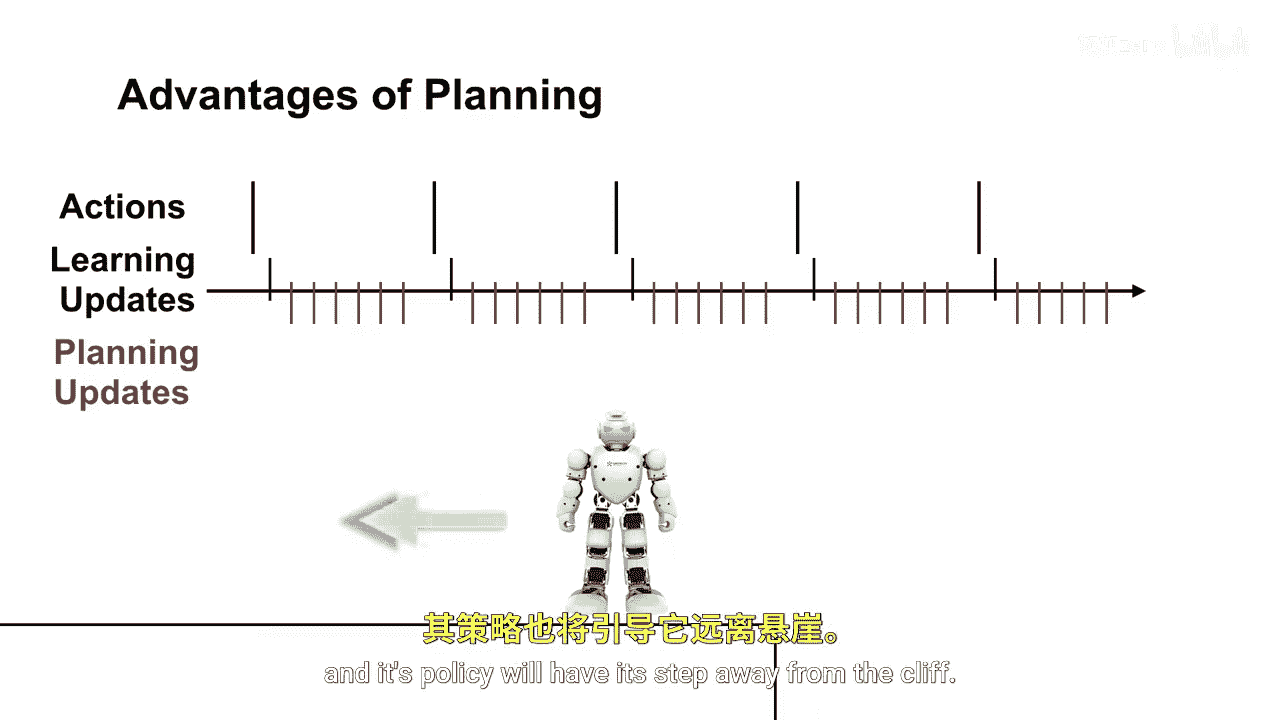 Advantages of Planning
Actions
Learning
Updates
Planning
Updates
其策略也将引导它远离悬崖。
and it's policy will have its step away from the cliff.